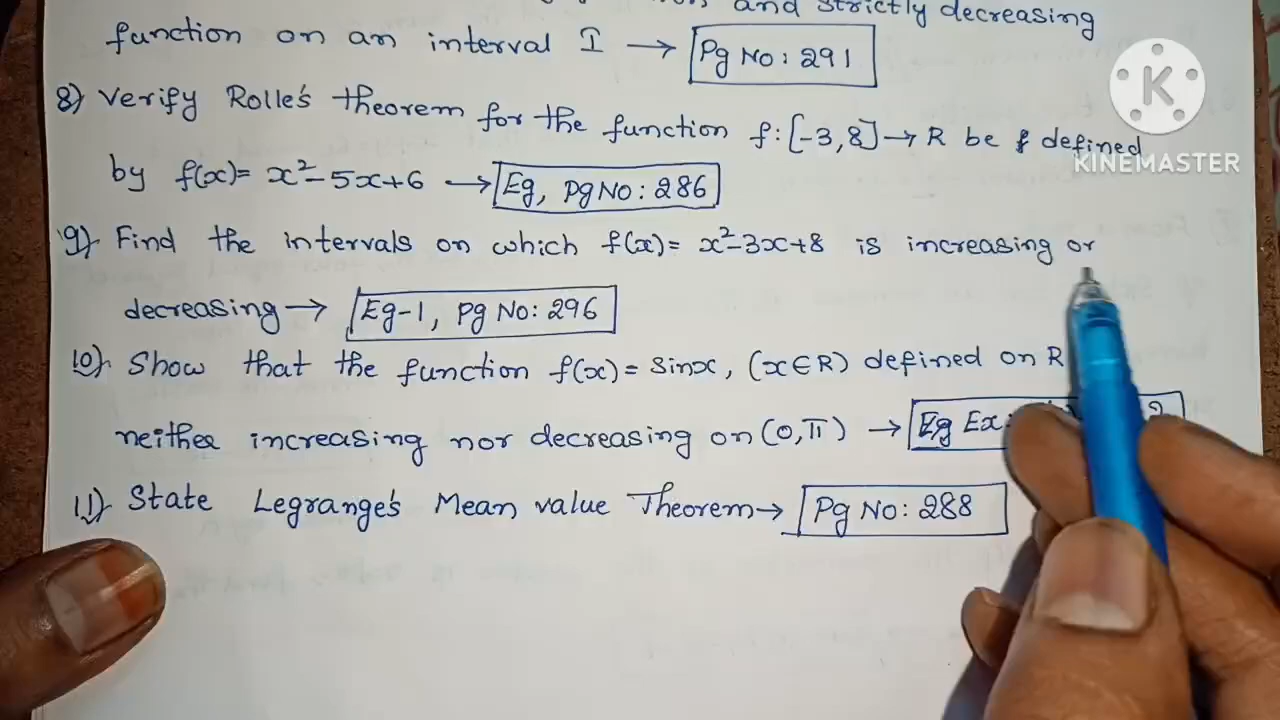 and strictly decreasing
function on an interval I → Pg No: 291
8) Verify Rolle's theorem for the function f: [-3,8] → R be f defined
by f(x)= x²-5x+6 → Eg, Pg No: 286
9) Find the intervals on which f(x)= x²-3x+8 is increasing or
decreasing → Eg-1, Pg No: 296
10) Show that the function f(x)= sinx, (x∈R) defined on R
neither increasing nor decreasing on (0,π) → Eg Ex:
11) State Legrange's Mean value Theorem → Pg No: 288
K
KINEMASTER